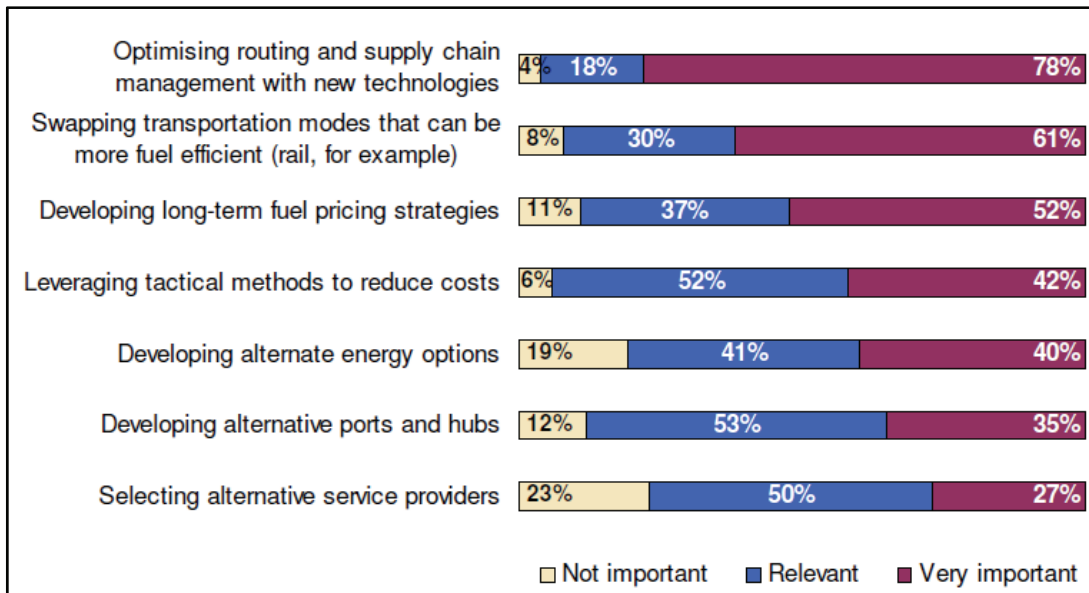 Optimising routing and supply chain
management with new technologies
4% 18% 78%
Swapping transportation modes that can be
more fuel efficient (rail, for example)
8% 30% 61%
Developing long-term fuel pricing strategies
11% 37% 52%
Leveraging tactical methods to reduce costs
6% 52% 42%
Developing alternate energy options
19% 41% 40%
Developing alternative ports and hubs
12% 53% 35%
Selecting alternative service providers
23% 50% 27%
Not important Relevant Very important